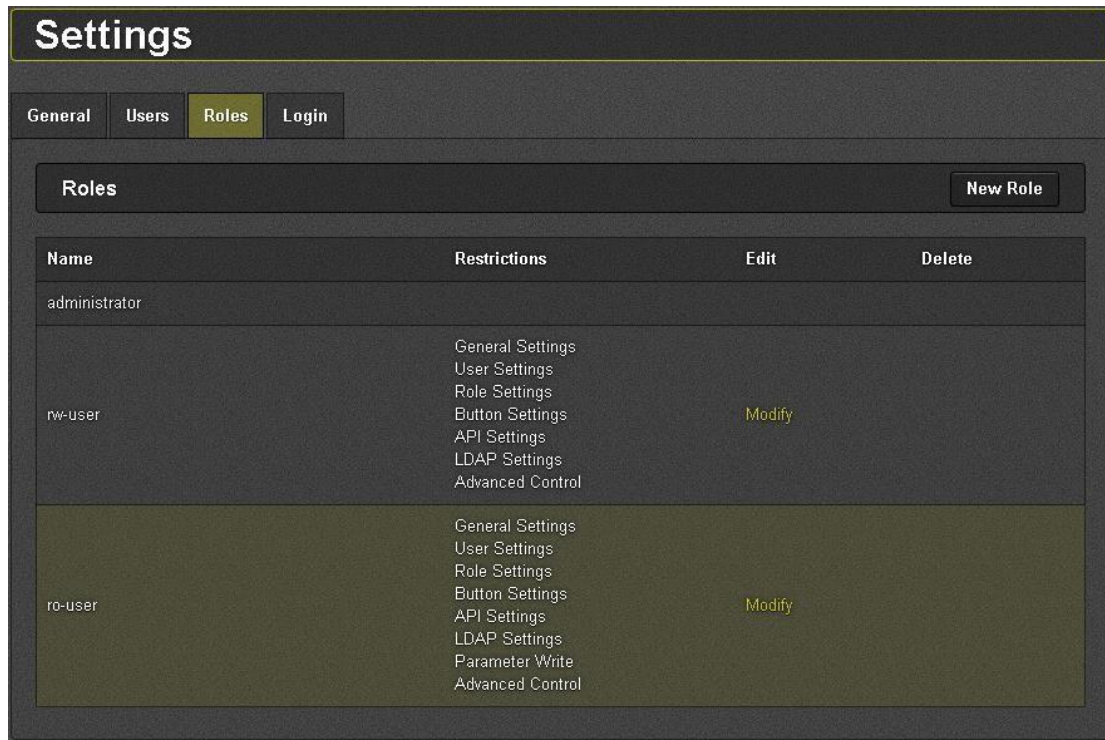 Settings
General Users Roles Login
Roles New Role
Name Restrictions Edit Delete
administrator
General Settings
User Settings
Role Settings
rw-user Button Settings Modify
API Settings
LDAP Settings
Advanced Control
General Settings
User Settings
Role Settings
Button Settings
ro-user Modify
API Settings
LDAP Settings
Parameter Write
Advanced Control